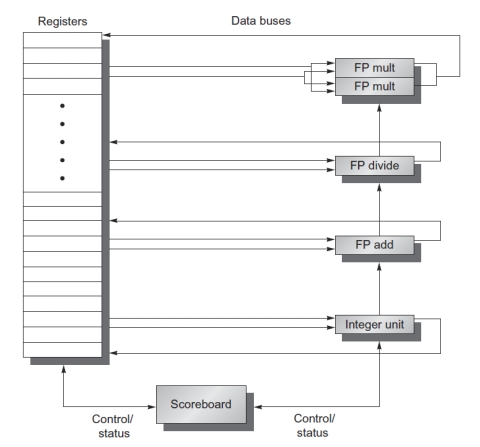 Registers
Data buses
FP mult
FP mult
FP divide
FP add
Integer unit
Scoreboard
Control/
status
Control/
status